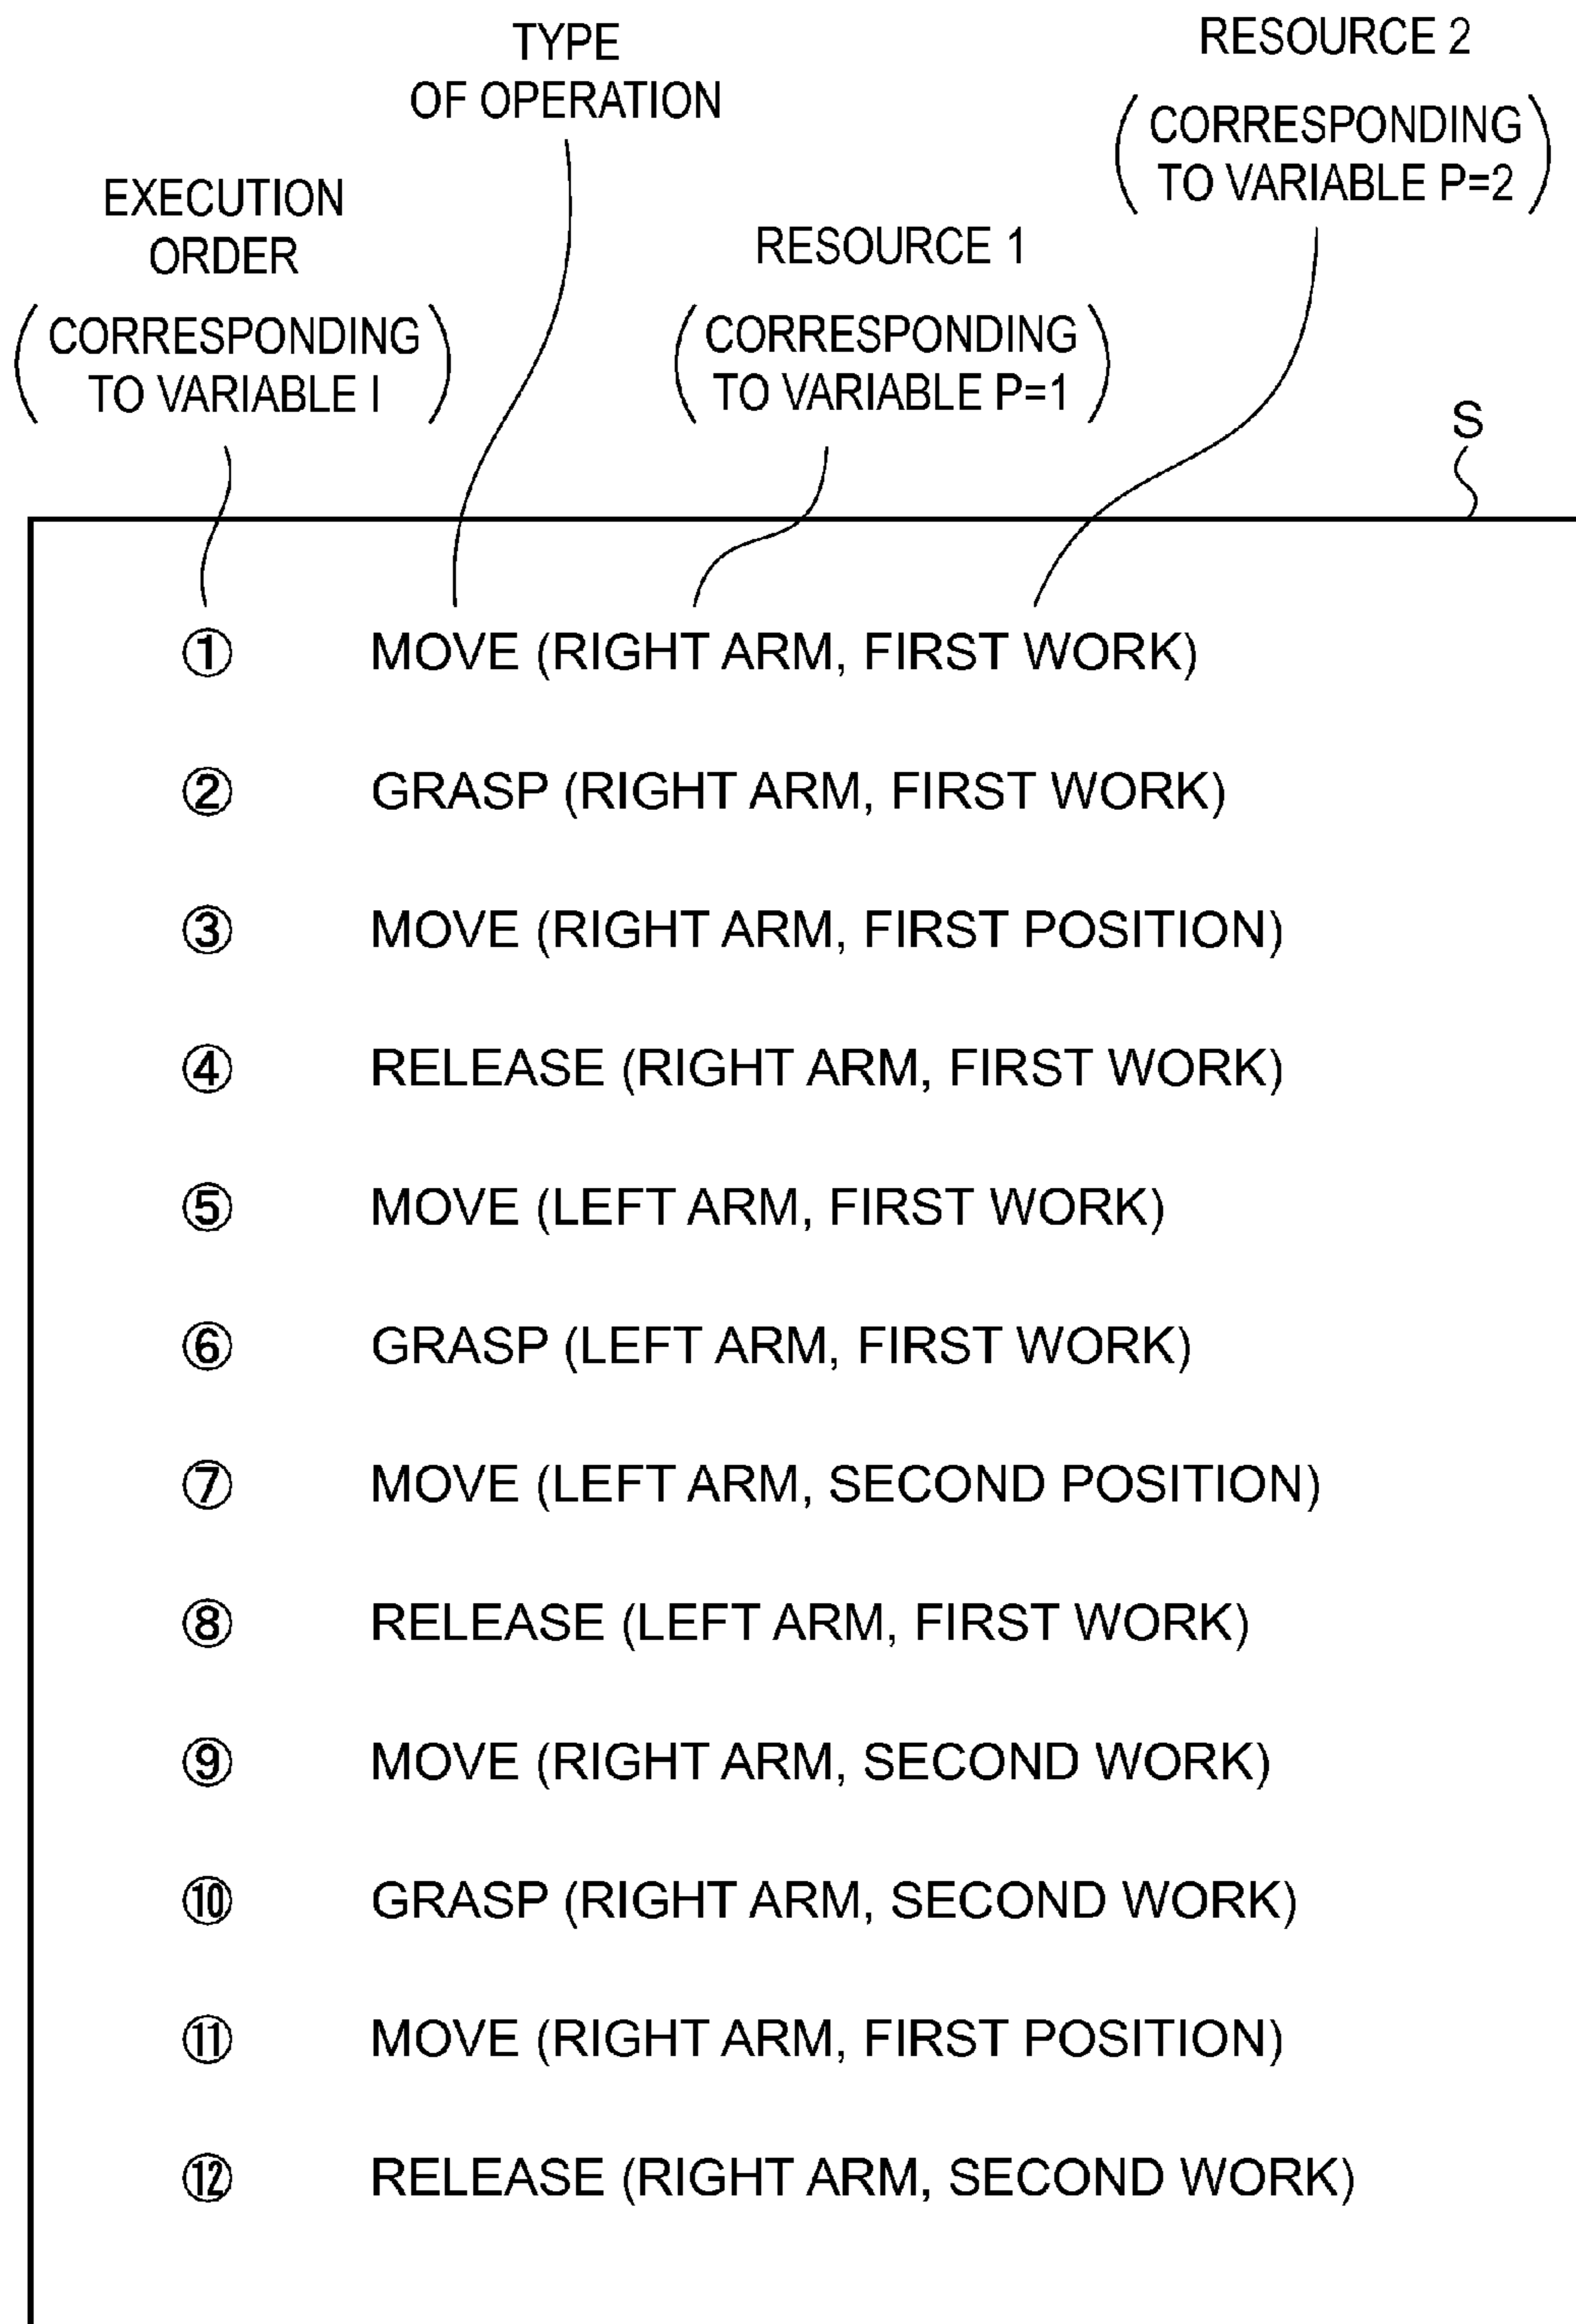 TYPE
OF OPERATION
RESOURCE 2
(CORRESPONDING
TO VARIABLE P=2)
EXECUTION
ORDER
(CORRESPONDING
TO VARIABLE I)
RESOURCE 1
(CORRESPONDING
TO VARIABLE P=1)
S
① MOVE (RIGHT ARM, FIRST WORK)
② GRASP (RIGHT ARM, FIRST WORK)
③ MOVE (RIGHT ARM, FIRST POSITION)
④ RELEASE (RIGHT ARM, FIRST WORK)
⑤ MOVE (LEFT ARM, FIRST WORK)
⑥ GRASP (LEFT ARM, FIRST WORK)
⑦ MOVE (LEFT ARM, SECOND POSITION)
⑧ RELEASE (LEFT ARM, FIRST WORK)
⑨ MOVE (RIGHT ARM, SECOND WORK)
⑩ GRASP (RIGHT ARM, SECOND WORK)
⑪ MOVE (RIGHT ARM, FIRST POSITION)
⑫ RELEASE (RIGHT ARM, SECOND WORK)